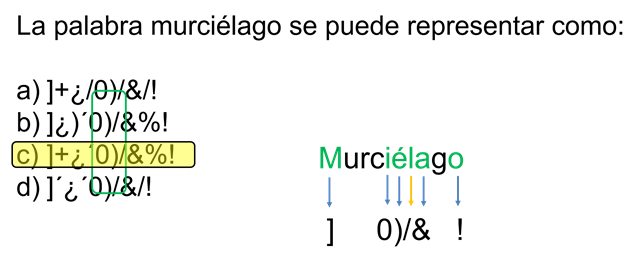 La palabra murciélago se puede representar como:
a) ]+¿/0)/&/!
b) ]¿)´0)/&%!
c) ]+¿´0)/&%!
d) ]´¿´0)/&/!
Murciélago
] 0)/& !